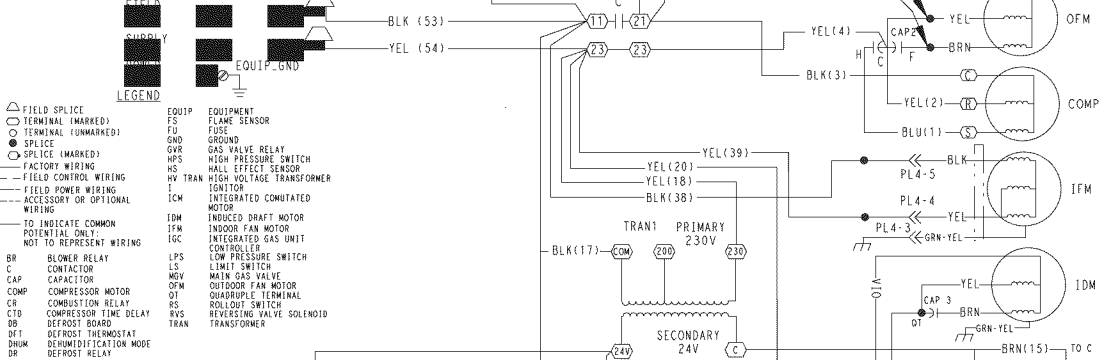 FIELD
SUPPLY
EQUIP_GND
BLK (53)
YEL (54)
11
C
21
23
23
YEL(4)
CAP2
H
C
F
YEL
OFM
BRN
BLK(3)
C
YEL(2)
R
COMP
BLU(1)
S
LEGEND
FIELD SPLICE
TERMINAL (MARKED)
TERMINAL (UNMARKED)
SPLICE
SPLICE (MARKED)
FACTORY WIRING
FIELD CONTROL WIRING
FIELD POWER WIRING
ACCESSORY OR OPTIONAL
WIRING
TO INDICATE COMMON
POTENTIAL ONLY:
NOT TO REPRESENT WIRING
BR BLOWER RELAY
C CONTACTOR
CAP CAPACITOR
COMP COMPRESSOR MOTOR
CR COMBUSTION RELAY
CTD COMPRESSOR TIME DELAY
DB DEFROST BOARD
DFT DEFROST THERMOSTAT
DHUM DEHUMIDIFICATION MODE
DR DEFROST RELAY
EQUIP EQUIPMENT
FS FLAME SENSOR
FU FUSE
GND GROUND
GVR GAS VALVE RELAY
HPS HIGH PRESSURE SWITCH
HS HALL EFFECT SENSOR
HV TRAN HIGH VOLTAGE TRANSFORMER
I IGNITOR
ICM INTEGRATED COMUTATED
MOTOR
IDM INDUCED DRAFT MOTOR
IFM INDOOR FAN MOTOR
IGC INTEGRATED GAS UNIT
CONTROLLER
LPS LOW PRESSURE SWITCH
LS LIMIT SWITCH
MGV MAIN GAS VALVE
OFM OUTDOOR FAN MOTOR
QT QUADRUPLE TERMINAL
RS ROLLOUT SWITCH
RVS REVERSING VALVE SOLENOID
TRAN TRANSFORMER
YEL(39)
YEL(20)
YEL(18)
BLK(38)
BLK
PL4-5
IFM
PL4-4
YEL
PL4-3
GRN-YEL
TRAN1
PRIMARY
230V
BLK(17)
COM
200
230
SECONDARY
24V
24V
C
VIO
YEL
IDM
CAP 3
BRN
QT
GRN-YEL
BRN(15)
TO C